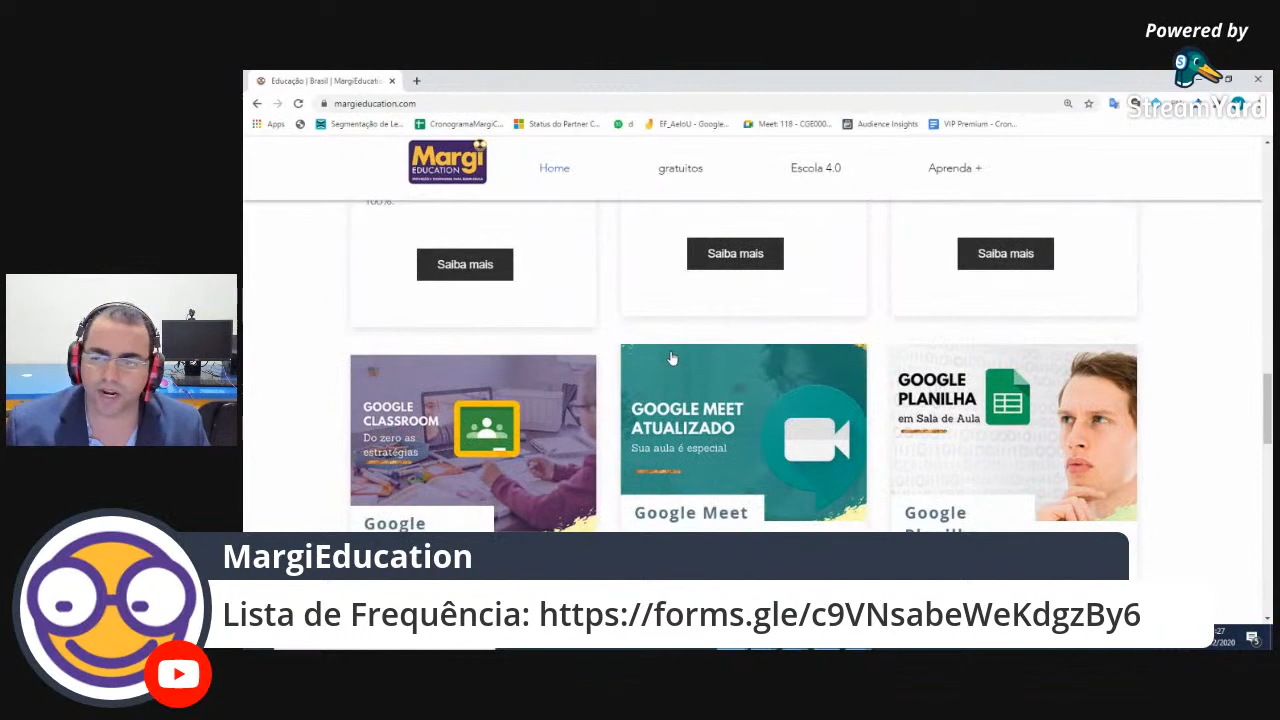 Powered by
StreamYard
Educação | Brasil | MargiEducati
margieducation.com
Apps
Segmentação de Le...
CronogramaMargiC...
Status do Partner C...
d
EF_AeIoU - Google...
Meet: 118 - CGE000...
Audience Insights
VIP Premium - Cron...
Margi
EDUCATION
Home
gratuitos
Escola 4.0
Aprenda +
100%.
Saiba mais
Saiba mais
Saiba mais
GOOGLE
CLASSROOM
Do zero as
estratégias
GOOGLE MEET
ATUALIZADO
Sua aula é especial
GOOGLE
PLANILHA
em Sala de Aula
Google
Google Meet
Google
MargiEducation
Lista de Frequência: https://forms.gle/c9VNsabeWeKdgzBy6